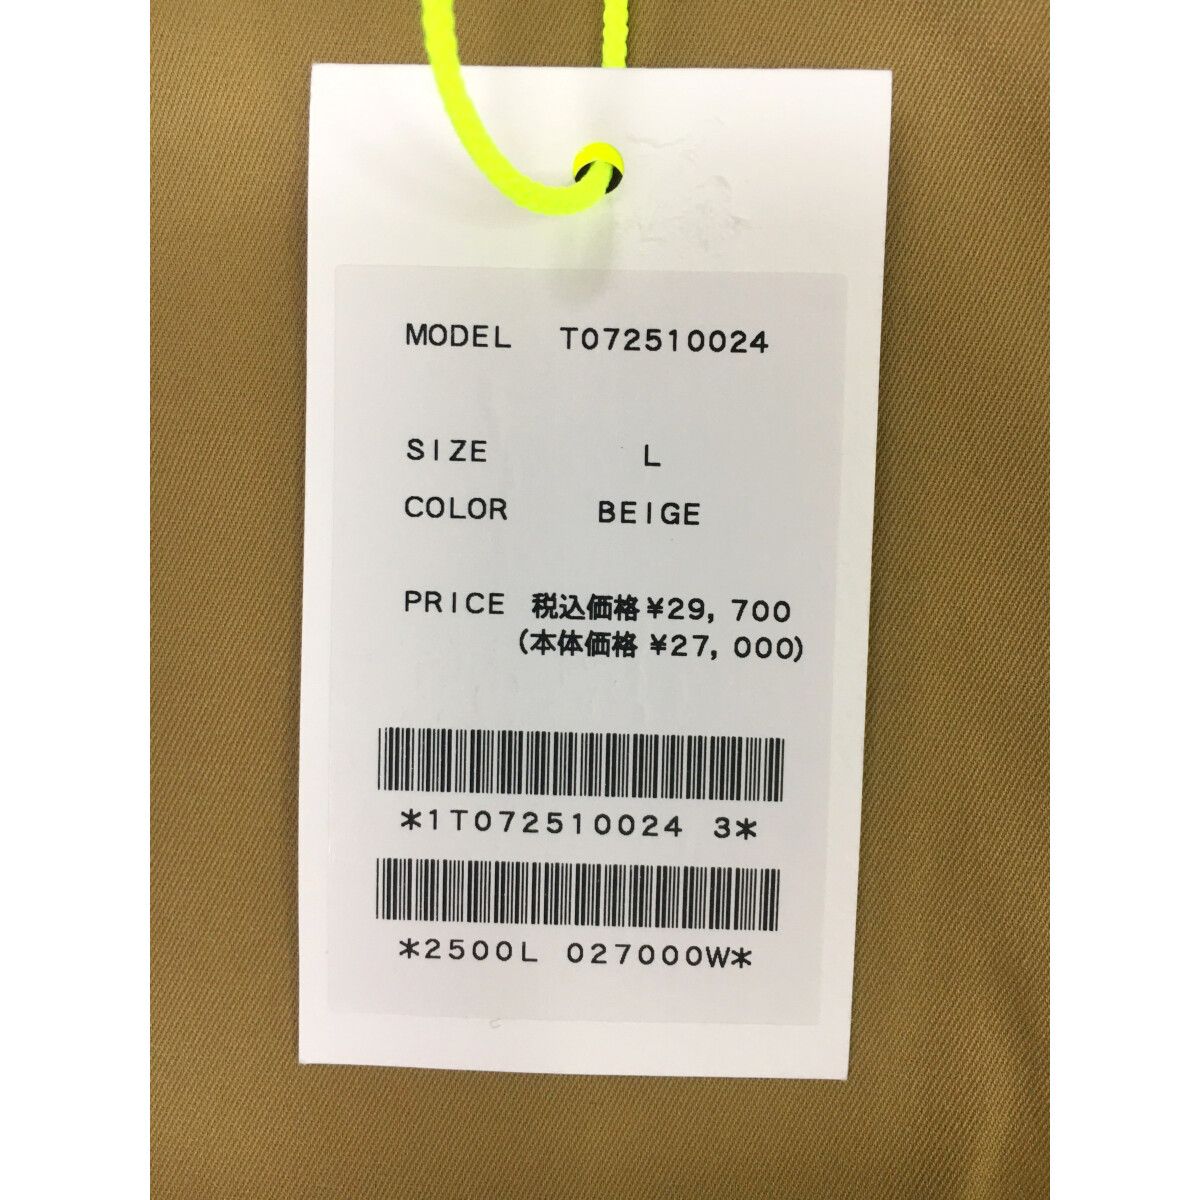 MODEL T072510024
SIZE L
COLOR BEIGE
PRICE 税込価格¥29,700
(本体価格 ¥27,000)
*1T072510024 3*
*2500L 027000W*